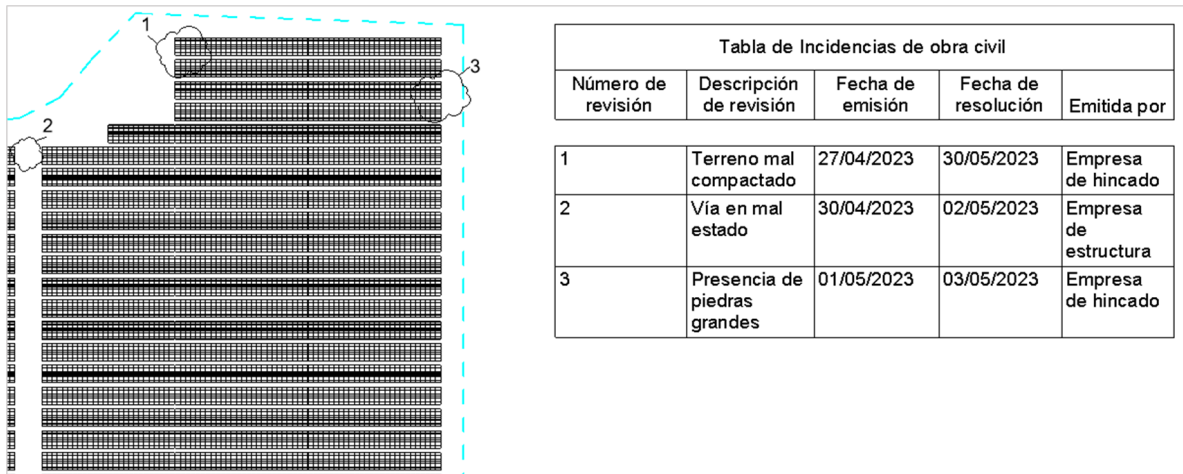 1
3
2
Tabla de Incidencias de obra civil
Número de revisión
Descripción de revisión
Fecha de emisión
Fecha de resolución
Emitida por
1
Terreno mal compactado
27/04/2023
30/05/2023
Empresa de hincado
2
Vía en mal estado
30/04/2023
02/05/2023
Empresa de estructura
3
Presencia de piedras grandes
01/05/2023
03/05/2023
Empresa de hincado